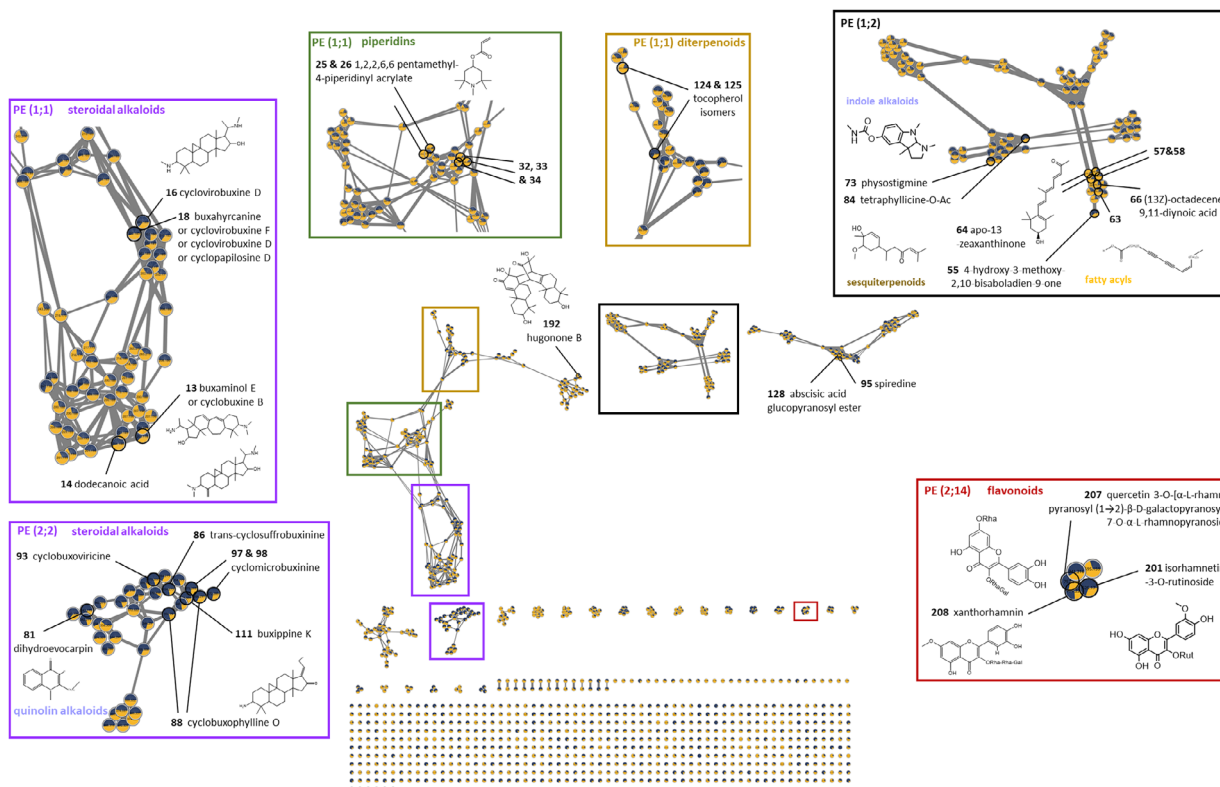 PE (1;1) piperidins
25 & 26 1,2,2,6,6 pentamethyl-
4-piperidinyl acrylate
32, 33
& 34
PE (1;1) diterpenoids
124 & 125
tocopherol
isomers
PE (1;2)
indole alkaloids
73 physostigmine
84 tetraphyllicine-O-Ac
57&58
66 (13Z)-octadecene
9,11-diynoic acid
63
64 apo-13
-zeaxanthinone
55 4-hydroxy-3-methoxy-
2,10-bisaboladien-9-one
sesquiterpenoids
fatty acyls
PE (1;1) steroidal alkaloids
16 cyclovirobuxine D
18 buxahyrcanine
or cyclovirobuxine F
or cyclovirobuxine D
or cyclopapilosine D
13 buxaminol E
or cyclobuxine B
14 dodecanoic acid
192
hugonone B
128 abscisic acid
glucopyranosyl ester
95 spiredine
PE (2;2) steroidal alkaloids
86 trans-cyclosuffrobuxinine
93 cyclobuxoviricine
97 & 98
cyclomicrobuxinine
81
dihydroevocarpin
111 buxippine K
quinolin alkaloids
88 cyclobuxophylline O
PE (2;14) flavonoids
207 quercetin 3-O-[α-L-rhamn
pyranosyl (1→2)-β-D-galactopyranosy
7-O-α-L-rhamnopyranosid
201 isorhamneti
-3-O-rutinoside
208 xanthorhamnin